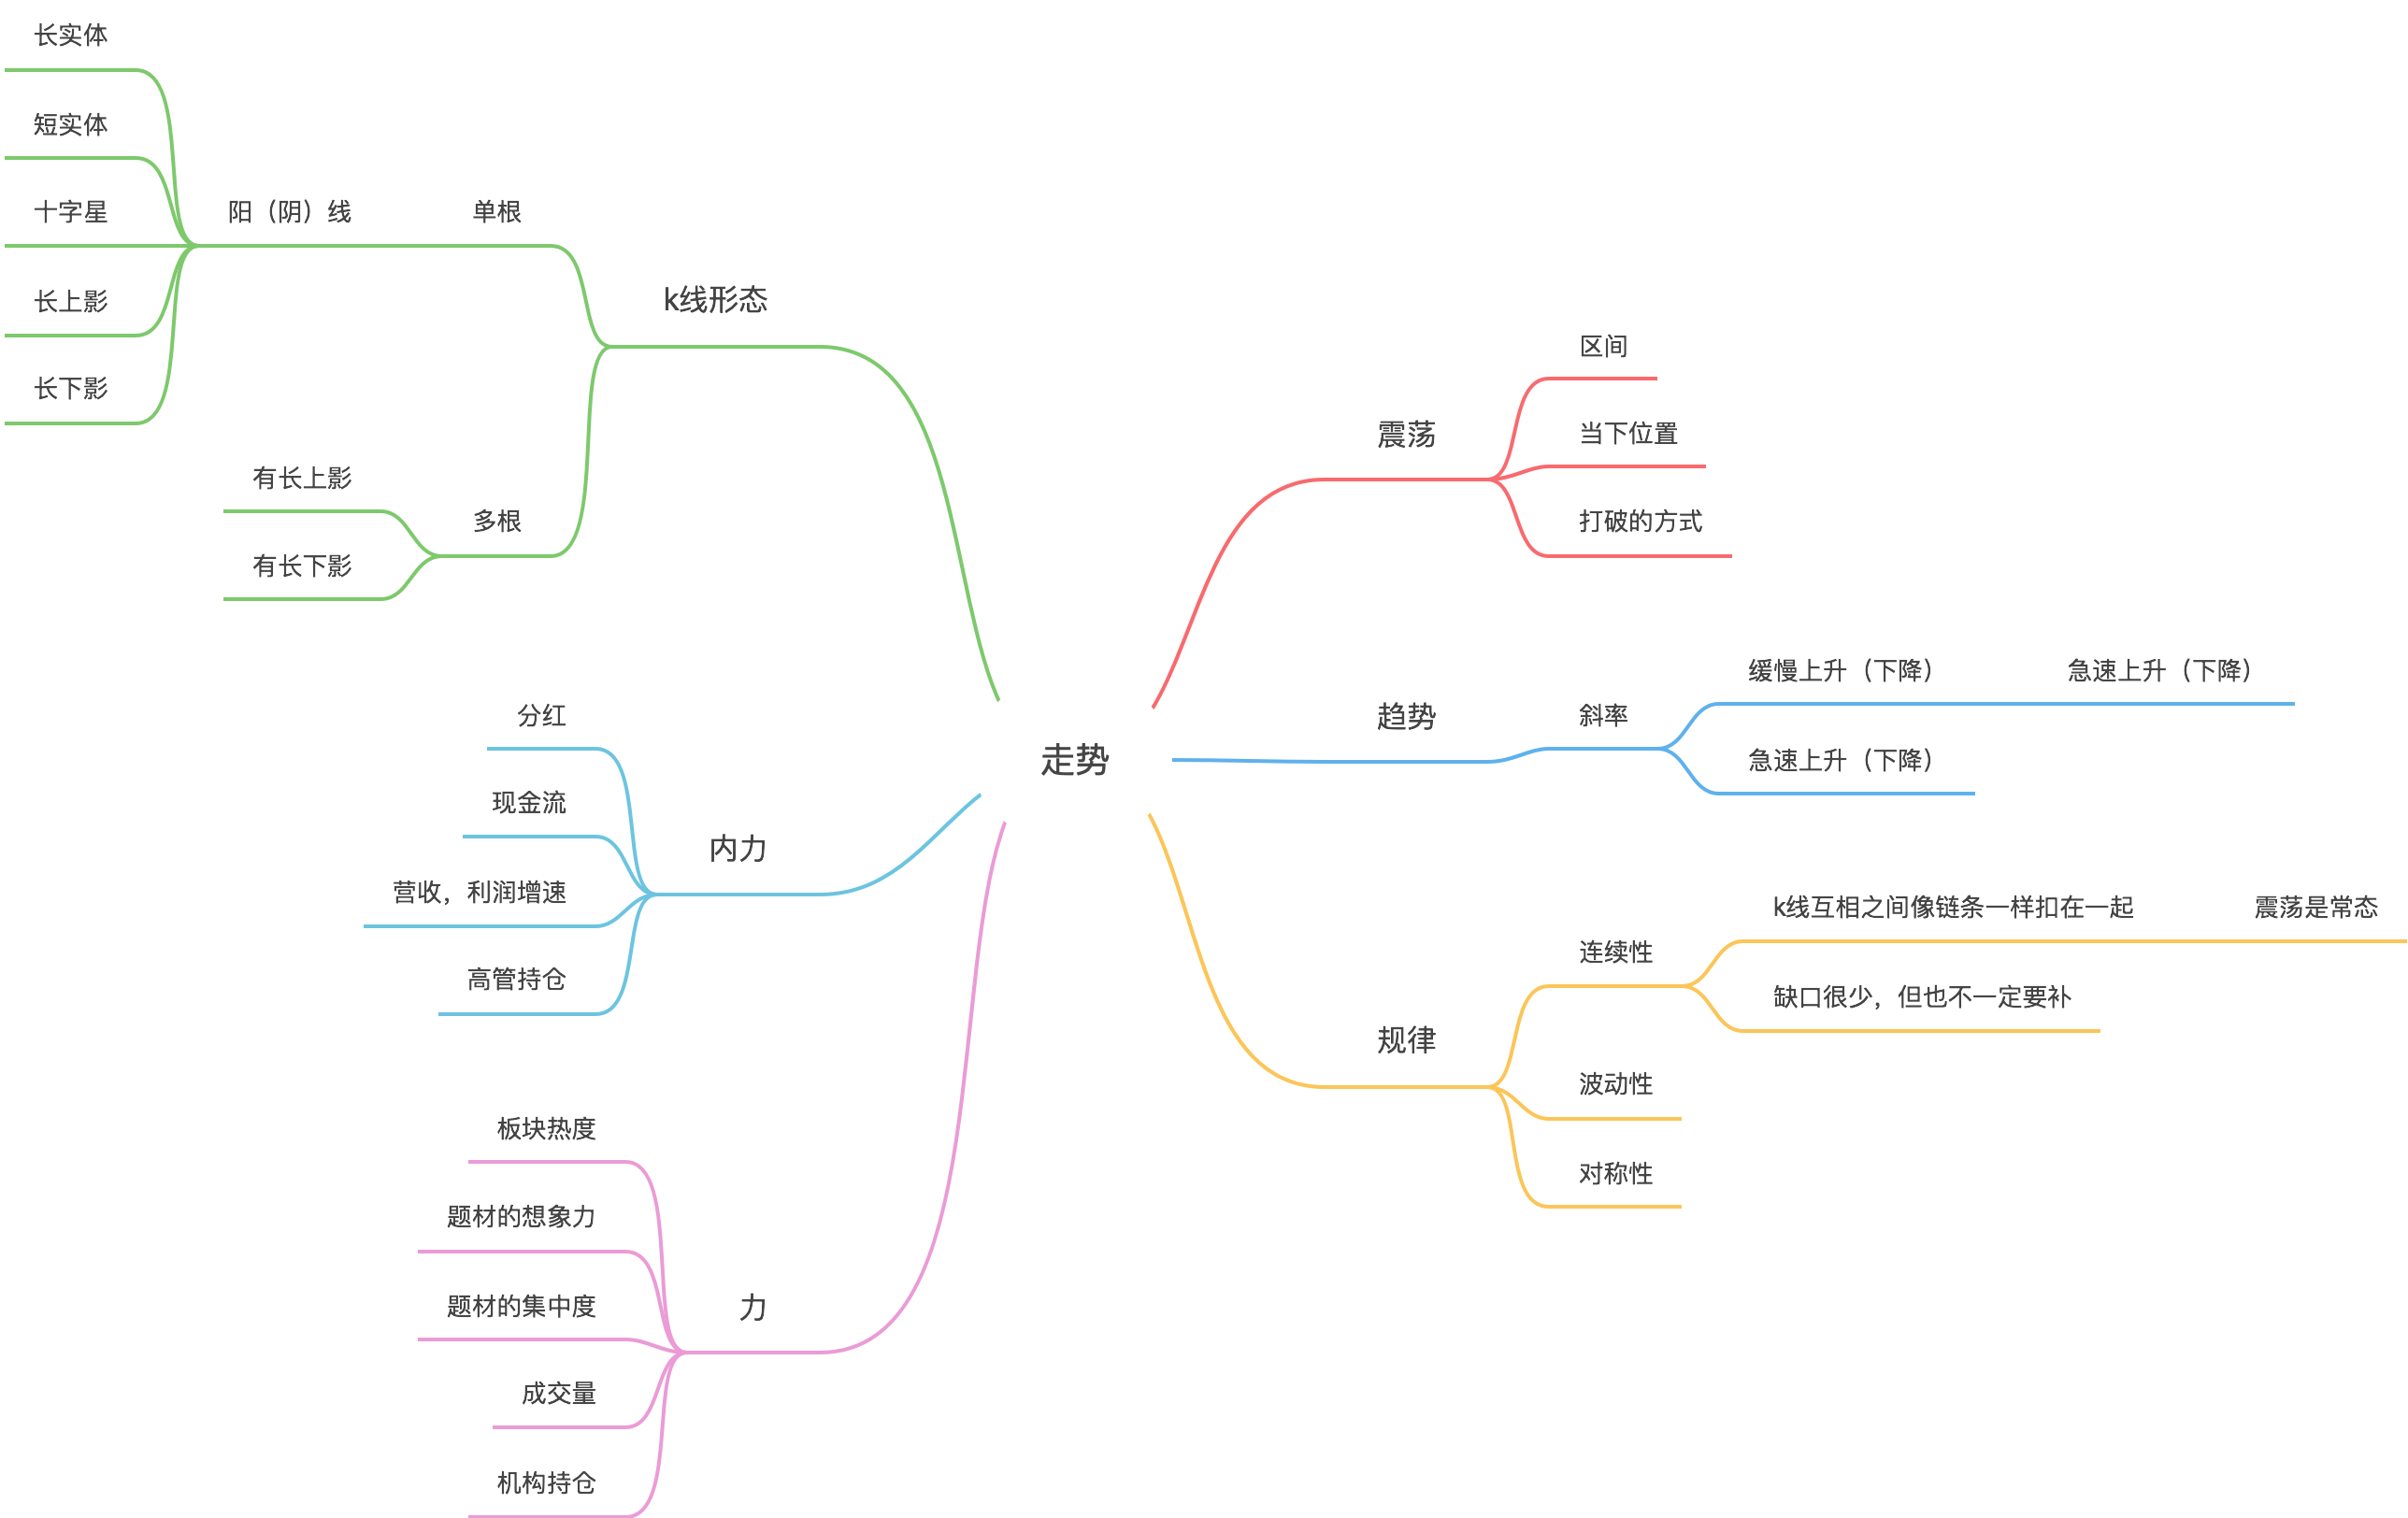 走势
震荡
区间
当下位置
打破的方式
趋势
斜率
缓慢上升（下降）
急速上升（下降）
急速上升（下降）
规律
连续性
k线互相之间像链条一样扣在一起
震荡是常态
缺口很少，但也不一定要补
波动性
对称性
k线形态
单根
阳（阴）线
长实体
短实体
十字星
长上影
长下影
多根
有长上影
有长下影
内力
分红
现金流
营收，利润增速
高管持仓
力
板块热度
题材的想象力
题材的集中度
成交量
机构持仓